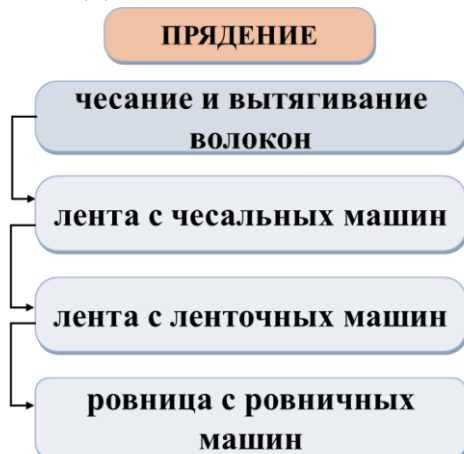 ПРЯДЕНИЕ
чесание и вытягивание
волокон
лента с чесальных машин
лента с ленточных машин
ровница с ровничных
машин